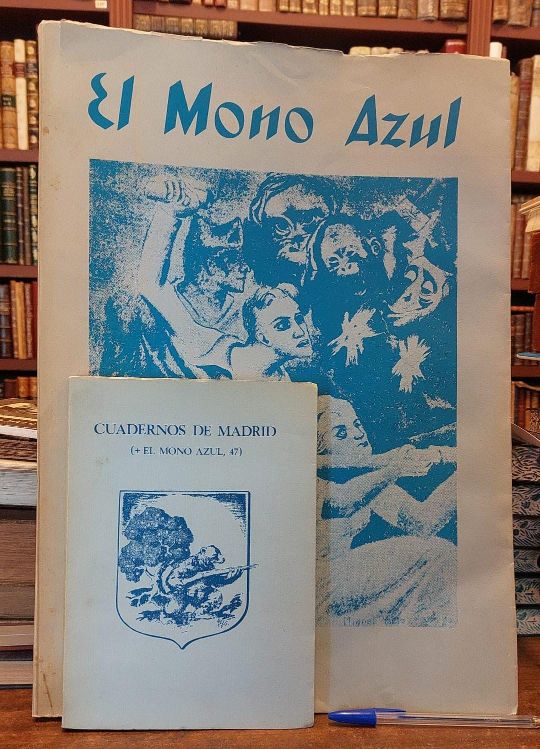 El Mono Azul
CUADERNOS DE MADRID
(+ EL MONO AZUL, 47)